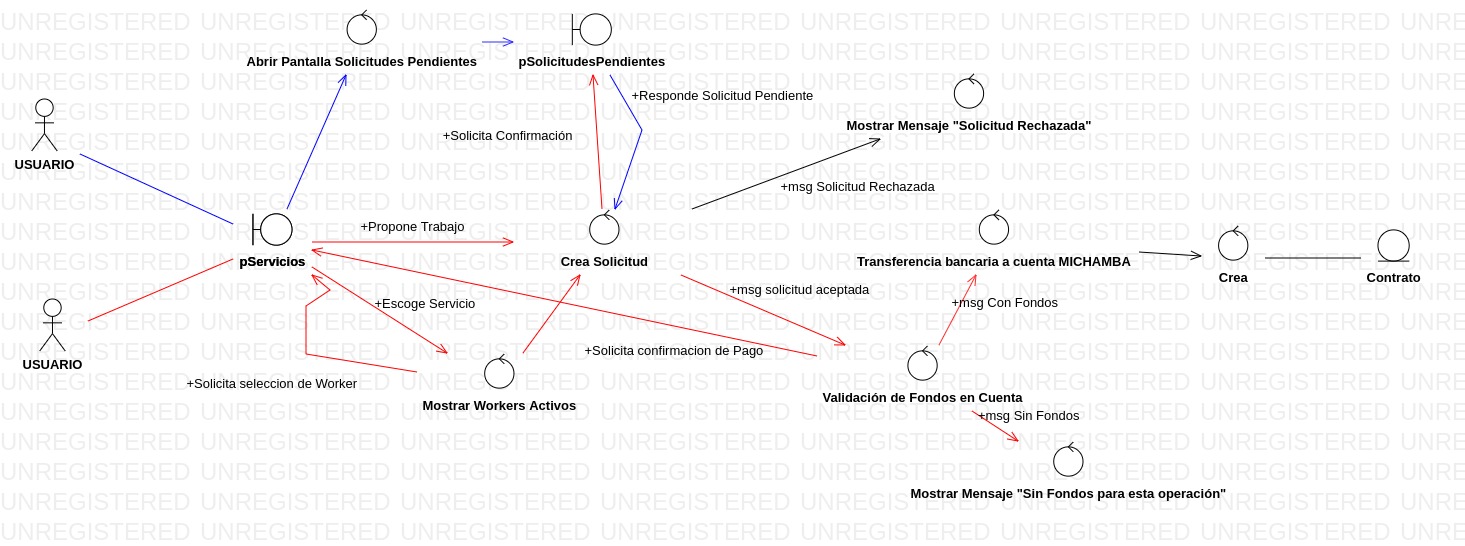 UNREGISTERED UNREGISTERED UNREGISTERED UNREGISTERED UNREGISTERED UNREGISTERED UNREGISTERED UNREG
Abrir Pantalla Solicitudes Pendientes
pSolicitudesPendientes
+Responde Solicitud Pendiente
+Solicita Confirmación
Mostrar Mensaje "Solicitud Rechazada"
USUARIO
+msg Solicitud Rechazada
+Propone Trabajo
pServicios
Crea Solicitud
Transferencia bancaria a cuenta MICHAMBA
Crea
Contrato
+msg solicitud aceptada
+Escoge Servicio
+msg Con Fondos
+Solicita confirmacion de Pago
USUARIO
+Solicita seleccion de Worker
Mostrar Workers Activos
Validación de Fondos en Cuenta
+msg Sin Fondos
Mostrar Mensaje "Sin Fondos para esta operación"